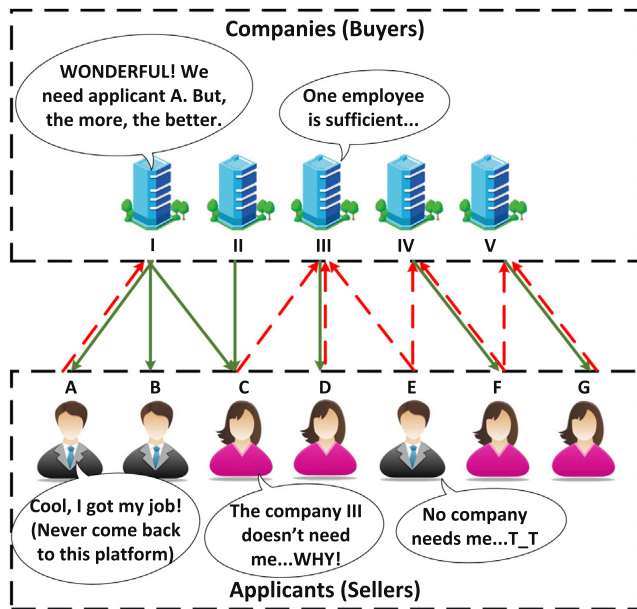 Companies (Buyers)
WONDERFUL! We
need applicant A. But,
the more, the better.
One employee
is sufficient...
I II III IV V
A B C D E F G
Cool, I got my job!
(Never come back
to this platform)
The company III
doesn't need
me...WHY!
No company
needs me...T_T
Applicants (Sellers)